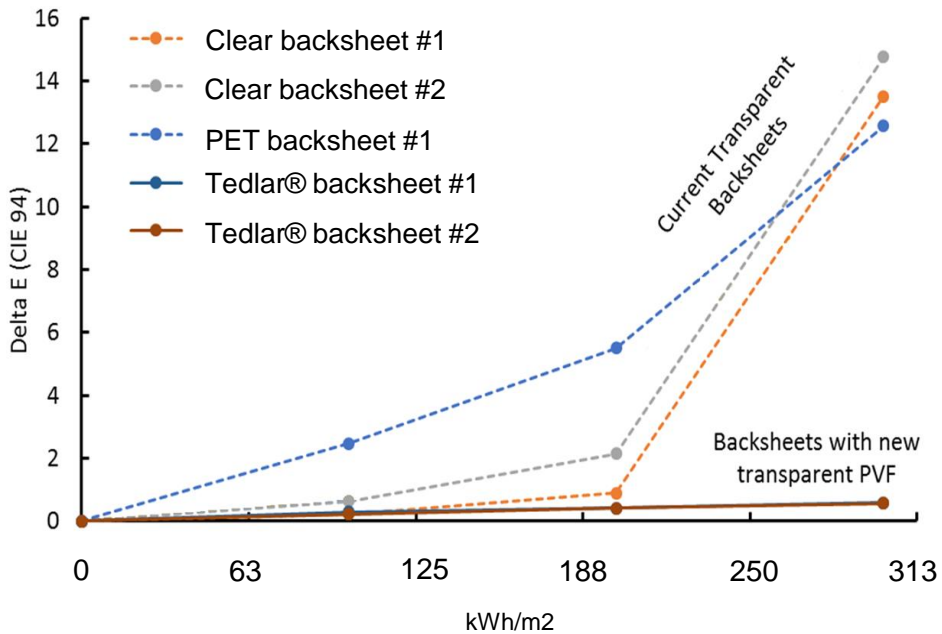 16
14
12
10
8
6
4
2
0
Delta E (CIE 94)
Clear backsheet #1
Clear backsheet #2
PET backsheet #1
Tedlar® backsheet #1
Tedlar® backsheet #2
Current Transparent
Backsheets
Backsheets with new
transparent PVF
0 63 125 188 250 313
kWh/m2